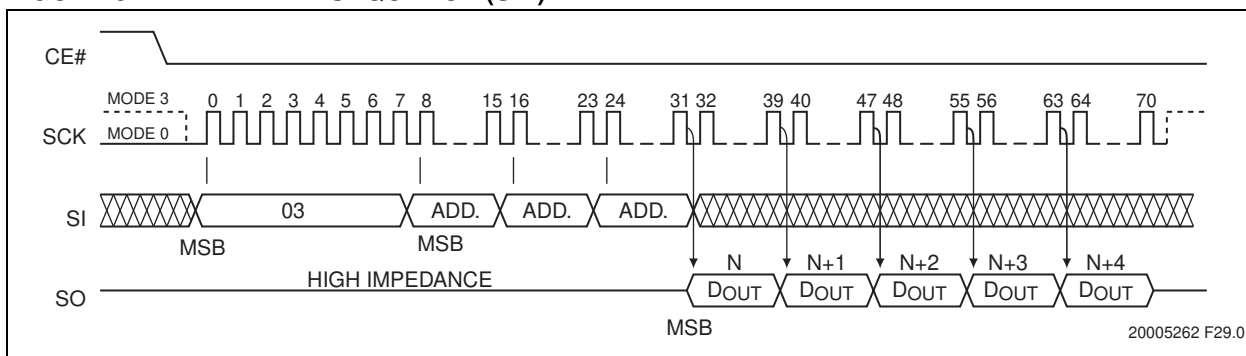 CE#
MODE 3
0 1 2 3 4 5 6 7 8 15 16 23 24 31 32 39 40 47 48 55 56 63 64 70
SCK
MODE 0
SI
03
ADD.
ADD.
ADD.
MSB
MSB
HIGH IMPEDANCE
N
N+1
N+2
N+3
N+4
SO
DOUT
DOUT
DOUT
DOUT
DOUT
MSB
20005262 F29.0